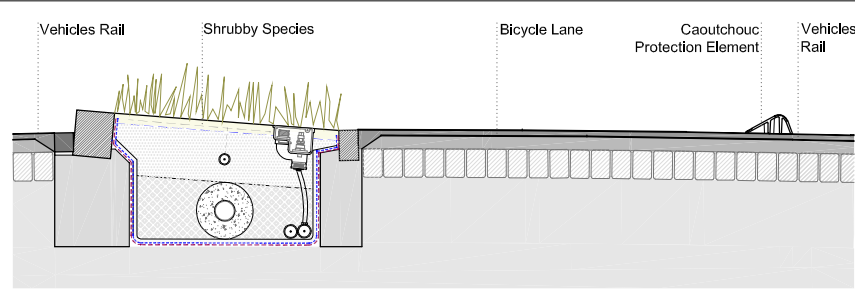 Vehicles Rail
Shrubby Species
Bicycle Lane
Caoutchouc
Protection Element
Vehicles
Rail